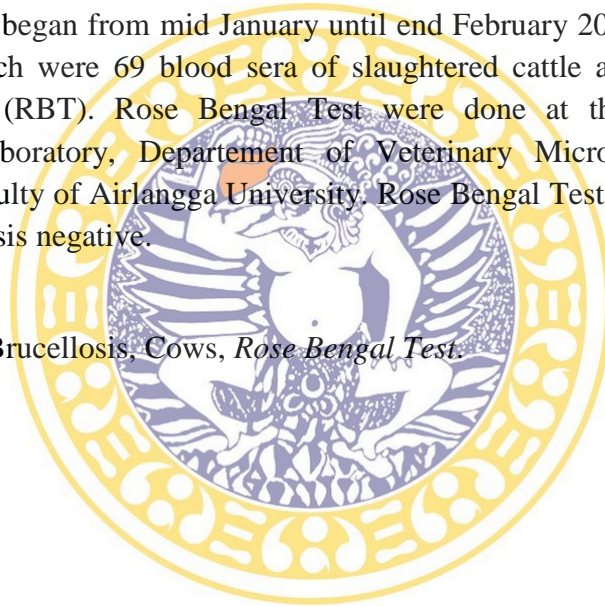 began from mid January until end February 20
ch were 69 blood sera of slaughtered cattle a
(RBT). Rose Bengal Test were done at th
boratory, Departement of Veterinary Micro
ulty of Airlangga University. Rose Bengal Test
sis negative.
Brucellosis, Cows, Rose Bengal Test.